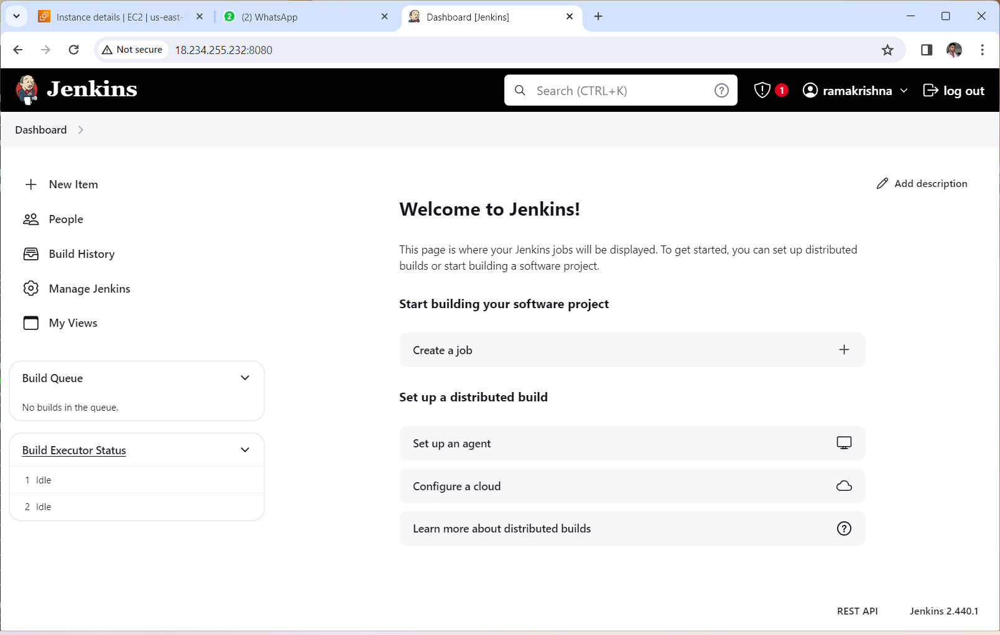 Instance details | EC2 | us-east-
2 (2) WhatsApp
Dashboard [Jenkins]
Not secure
18.234.255.232:8080
Jenkins
Search (CTRL+K)
1
ramakrishna
log out
Dashboard
New Item
People
Build History
Manage Jenkins
My Views
Build Queue
No builds in the queue.
Build Executor Status
1 Idle
2 Idle
Add description
Welcome to Jenkins!
This page is where your Jenkins jobs will be displayed. To get started, you can set up distributed
builds or start building a software project.
Start building your software project
Create a job
Set up a distributed build
Set up an agent
Configure a cloud
Learn more about distributed builds
REST API
Jenkins 2.440.1